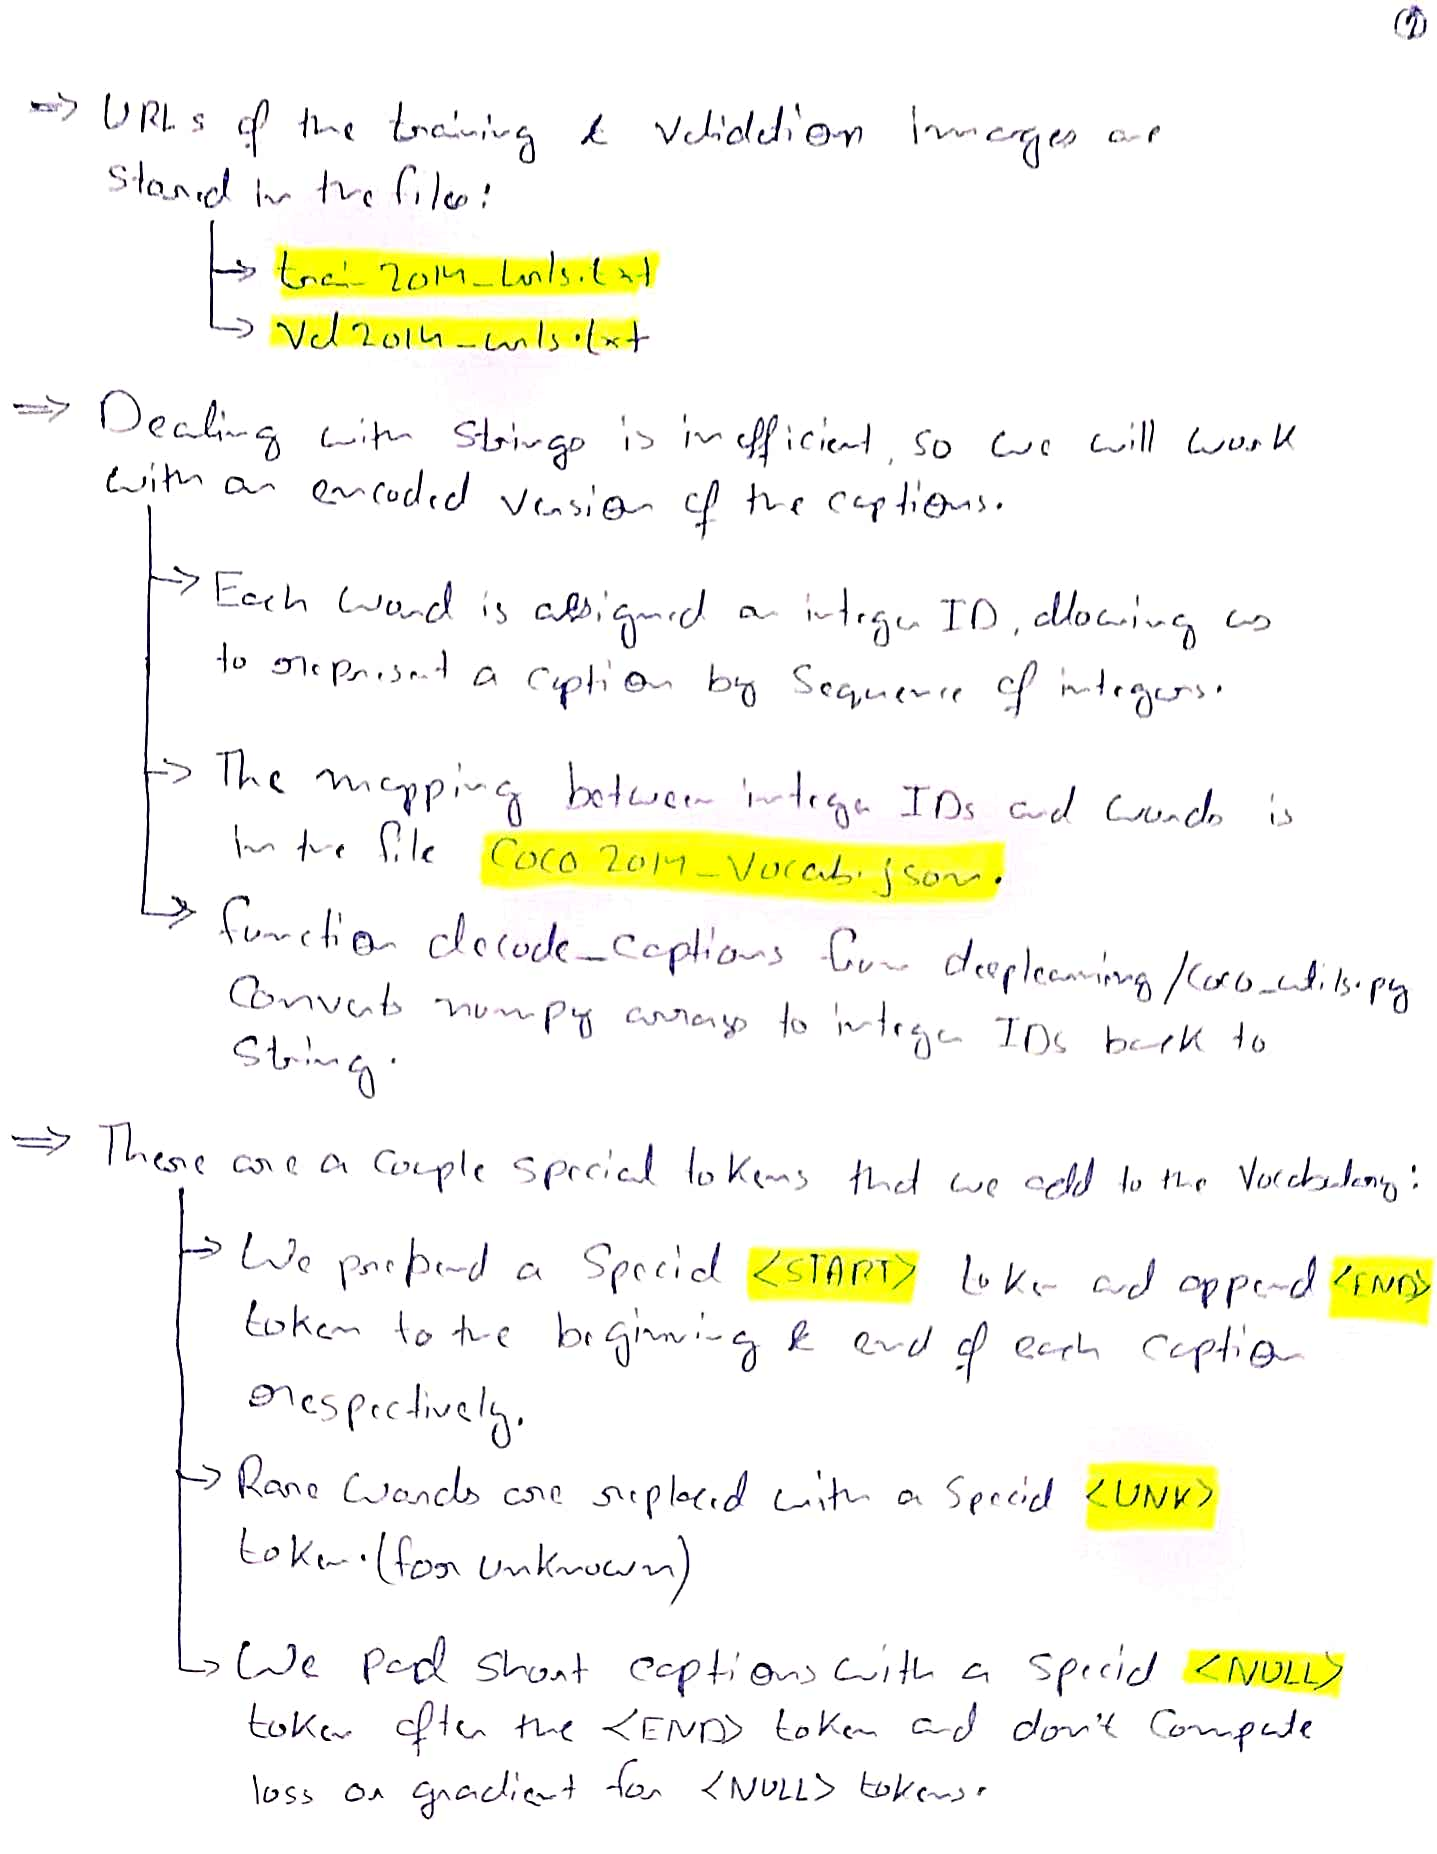 ②
⇒ URLs of the training & Validation Images are
stored in the files:
→ train2014_urls.txt
→ Val2014_urls.txt
⇒ Dealing with strings is inefficient, so we will work
with an encoded version of the captions.
→ Each word is assigned an integer ID, allowing us
to represent a caption by Sequence of integers.
→ The mapping between integer IDs and words is
in the file Coco2014_Vocab.json.
→ function decode_captions from deeplearning/coco_utils.py
Converts numpy arrays to integer IDs back to
String.
⇒ There are a couple special tokens that we add to the Vocabulary:
→ We prepend a Special <START> token and append <END>
token to the beginning & end of each caption
respectively.
→ Rare words are replaced with a Special <UNK>
token. (for unknown)
→ We pad short captions with a special <NULL>
token after the <END> token and don't Compute
loss or gradient for <NULL> tokens.